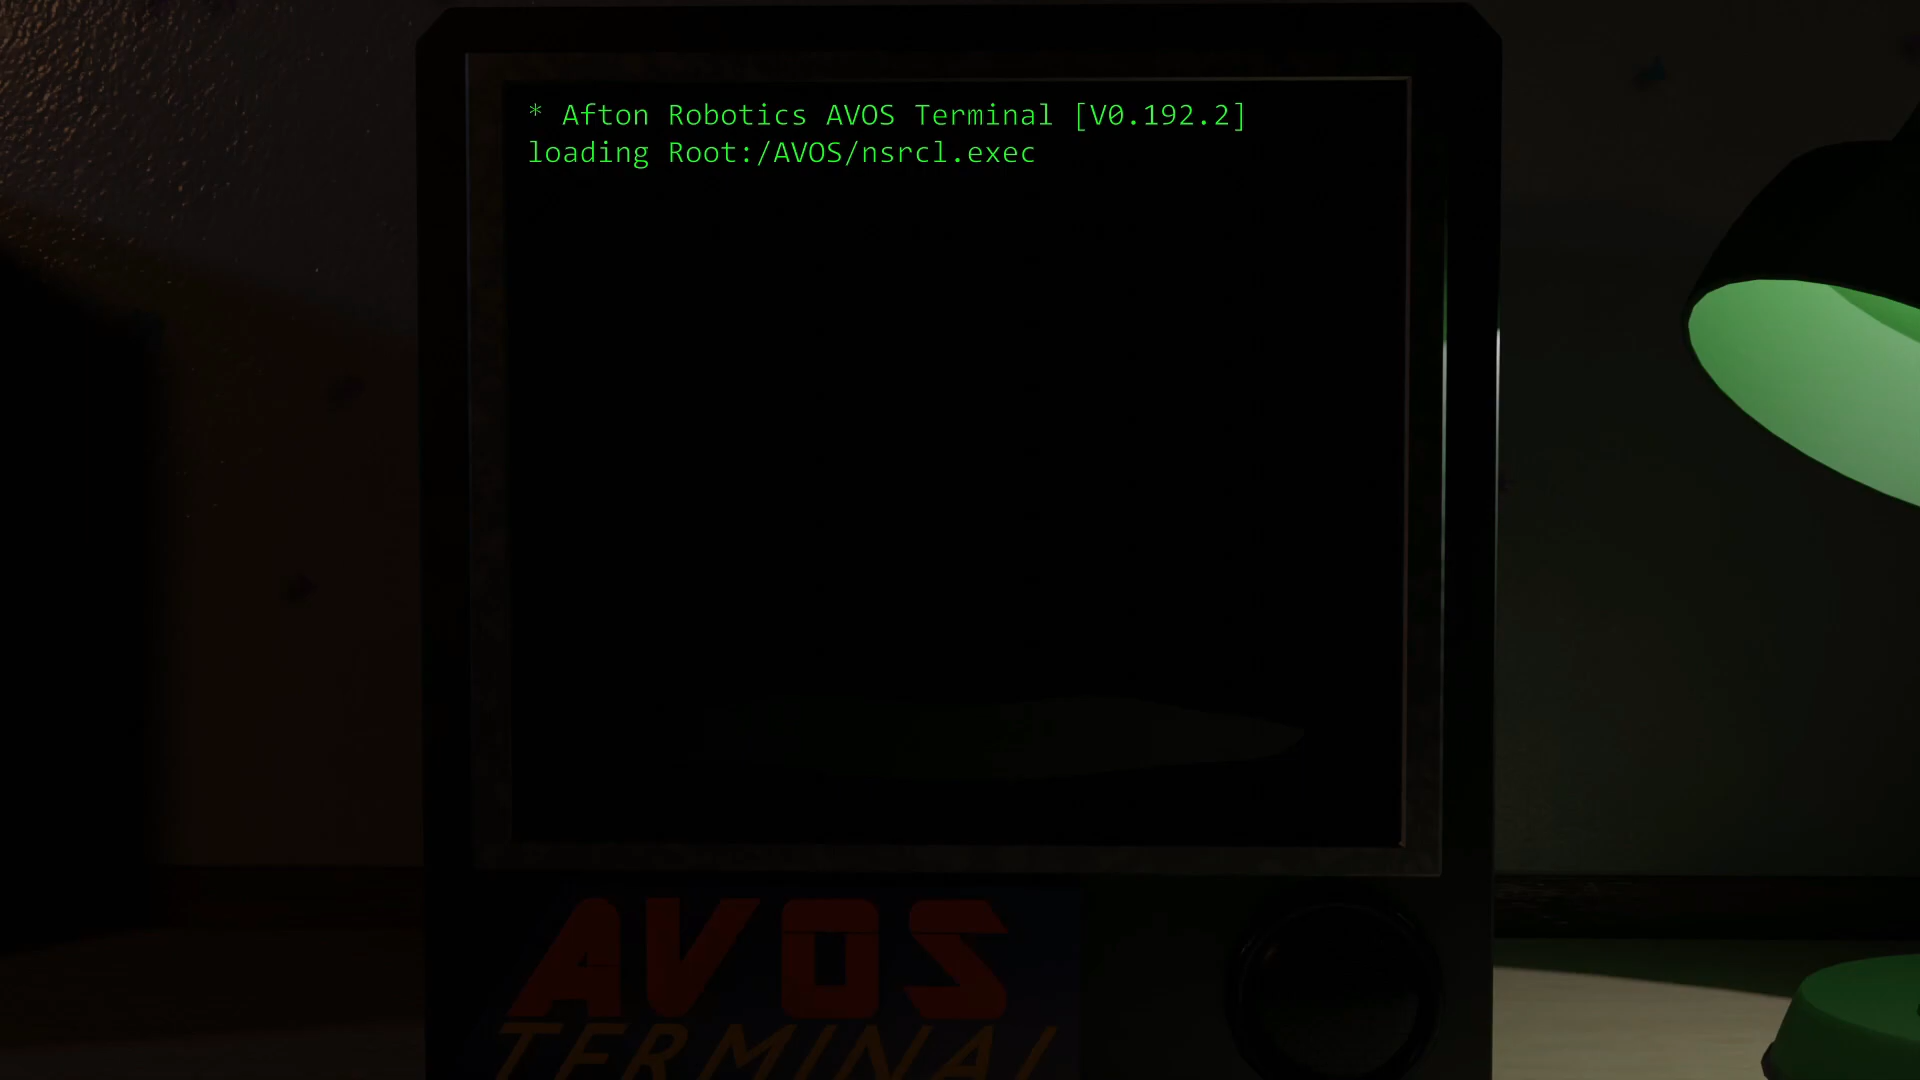 * Afton Robotics AVOS Terminal [V0.192.2]
loading Root:/AVOS/nsrcl.exec
AVOS
TERMINAL